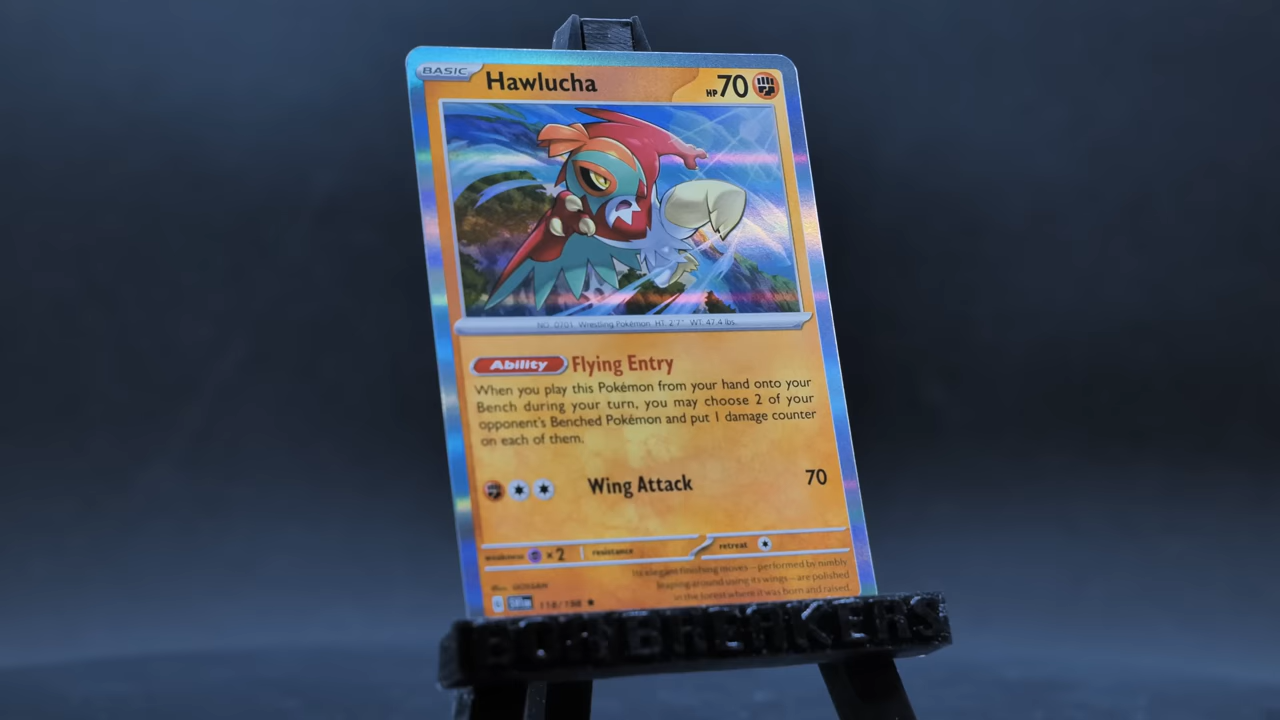 BASIC Hawlucha HP 70
NO. 0701 Wrestling Pokémon HT: 2'7" WT: 47.4 lbs.
Ability Flying Entry
When you play this Pokémon from your hand onto your
Bench during your turn, you may choose 2 of your
opponent's Benched Pokémon and put 1 damage counter
on each of them.
Wing Attack 70
weakness ×2 resistance retreat
Its elegant finishing moves—performed by nimbly
leaping around using its wings—are polished
in the forest where it was born and raised.
Illus. GOSSAN
118/198